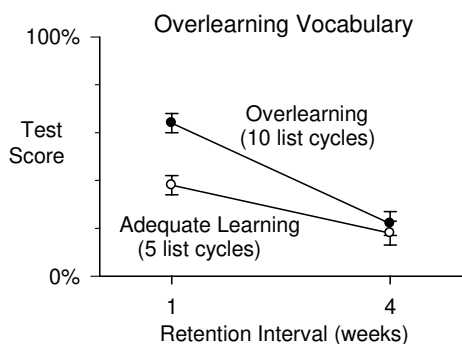 Overlearning Vocabulary
100%
Overlearning
(10 list cycles)
Test
Score
Adequate Learning
(5 list cycles)
0%
1
4
Retention Interval (weeks)